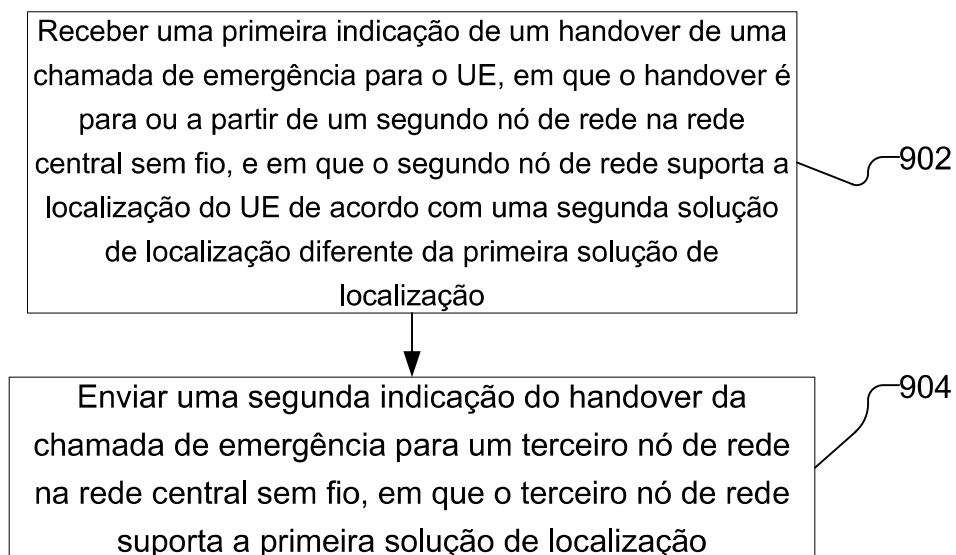 Receber uma primeira indicação de um handover de uma
chamada de emergência para o UE, em que o handover é
para ou a partir de um segundo nó de rede na rede
central sem fio, e em que o segundo nó de rede suporta a
localização do UE de acordo com uma segunda solução
de localização diferente da primeira solução de
localização
902
Enviar uma segunda indicação do handover da
chamada de emergência para um terceiro nó de rede
na rede central sem fio, em que o terceiro nó de rede
suporta a primeira solução de localização
904